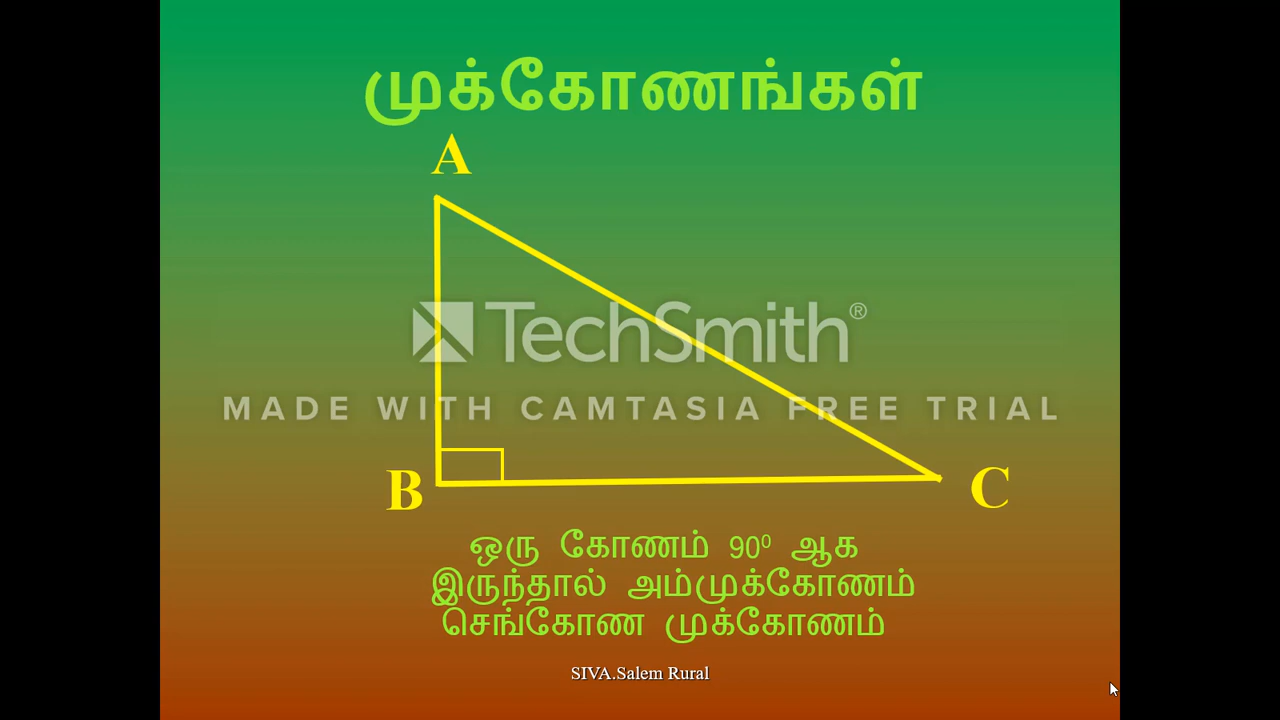 முக்கோணங்கள்
A
TechSmith®
MADE WITH CAMTASIA FREE TRIAL
B
C
ஒரு கோணம் 90⁰ ஆக
இருந்தால் அம்முக்கோணம்
செங்கோண முக்கோணம்
SIVA.Salem Rural